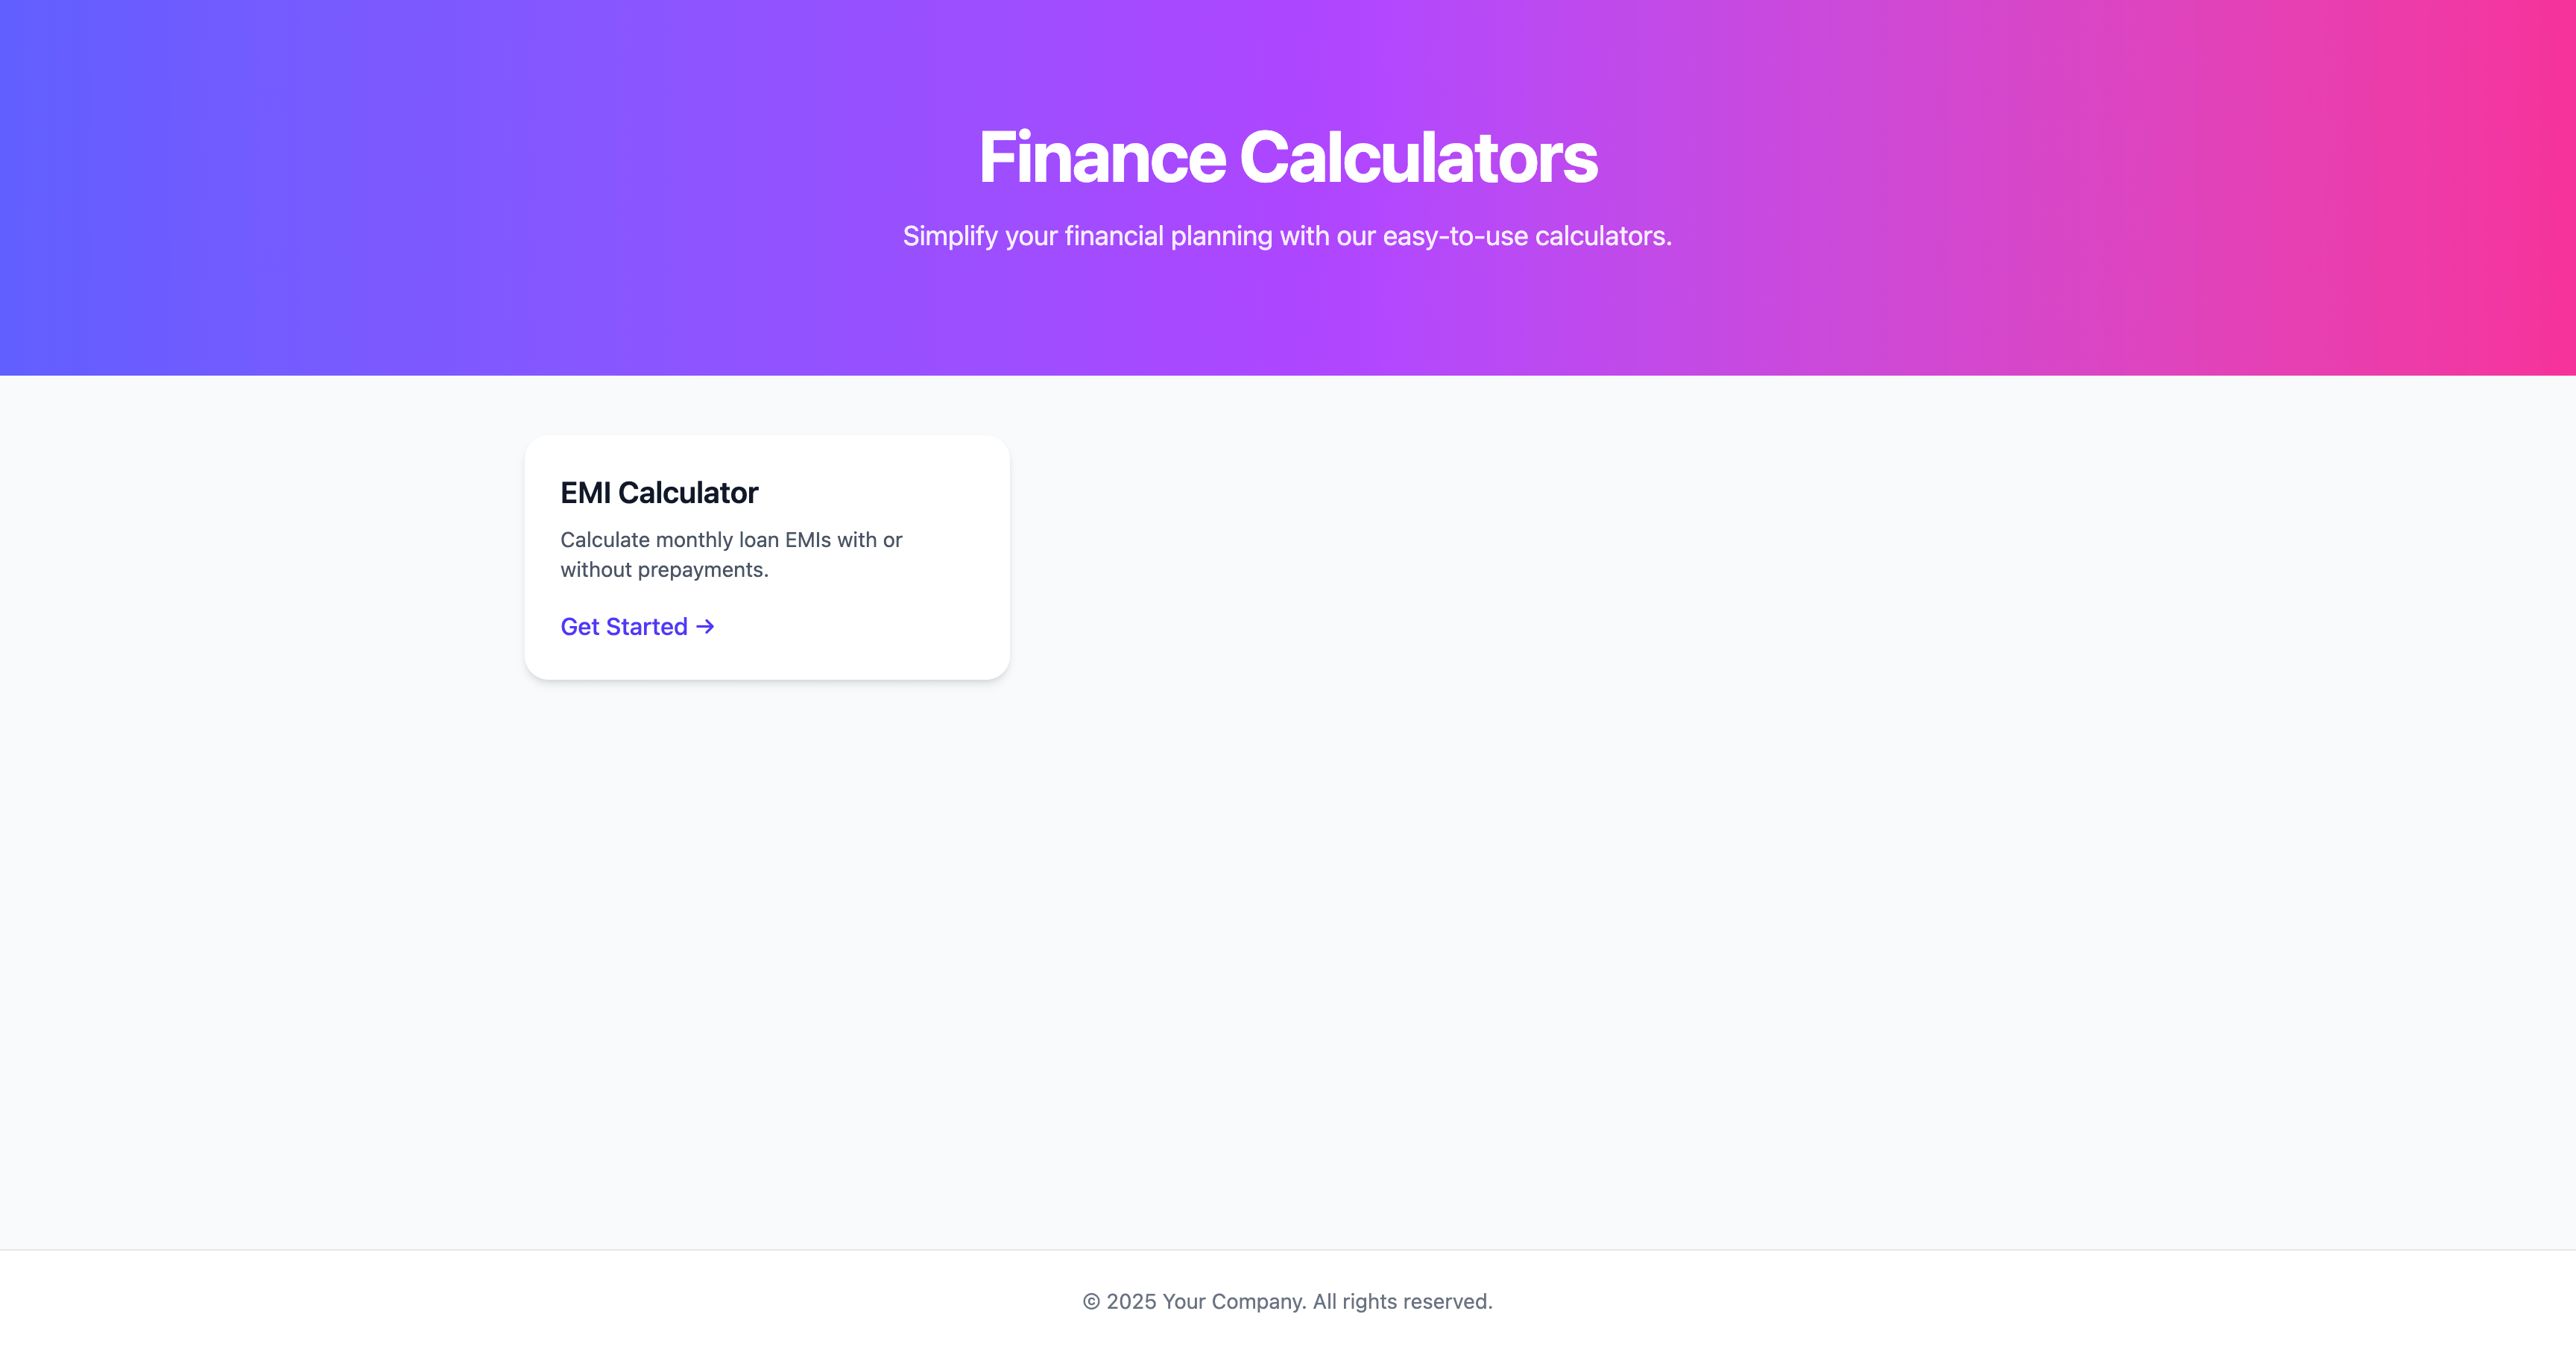 Finance Calculators
Simplify your financial planning with our easy-to-use calculators.
EMI Calculator
Calculate monthly loan EMIs with or
without prepayments.
Get Started →
© 2025 Your Company. All rights reserved.